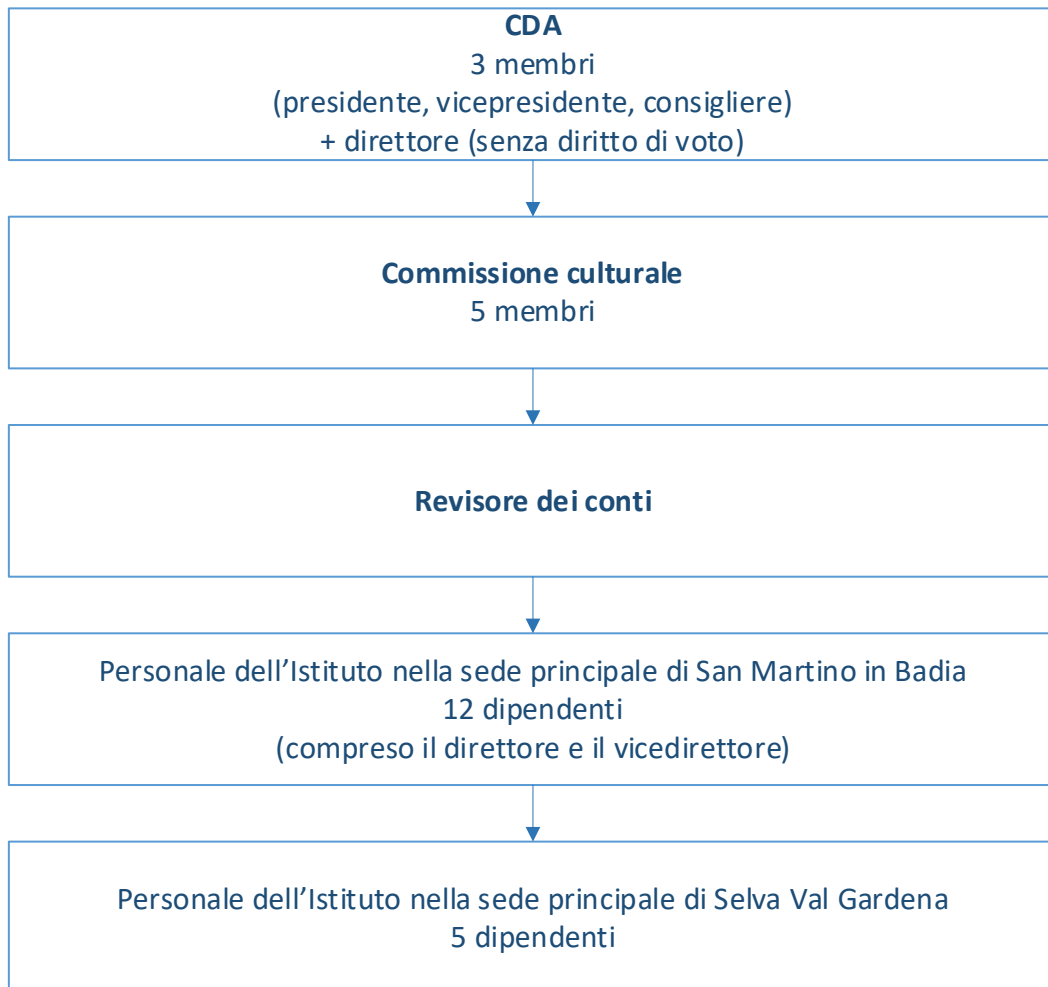 CDA
3 membri
(presidente, vicepresidente, consigliere)
+ direttore (senza diritto di voto)
Commissione culturale
5 membri
Revisore dei conti
Personale dell’Istituto nella sede principale di San Martino in Badia
12 dipendenti
(compreso il direttore e il vicedirettore)
Personale dell’Istituto nella sede principale di Selva Val Gardena
5 dipendenti